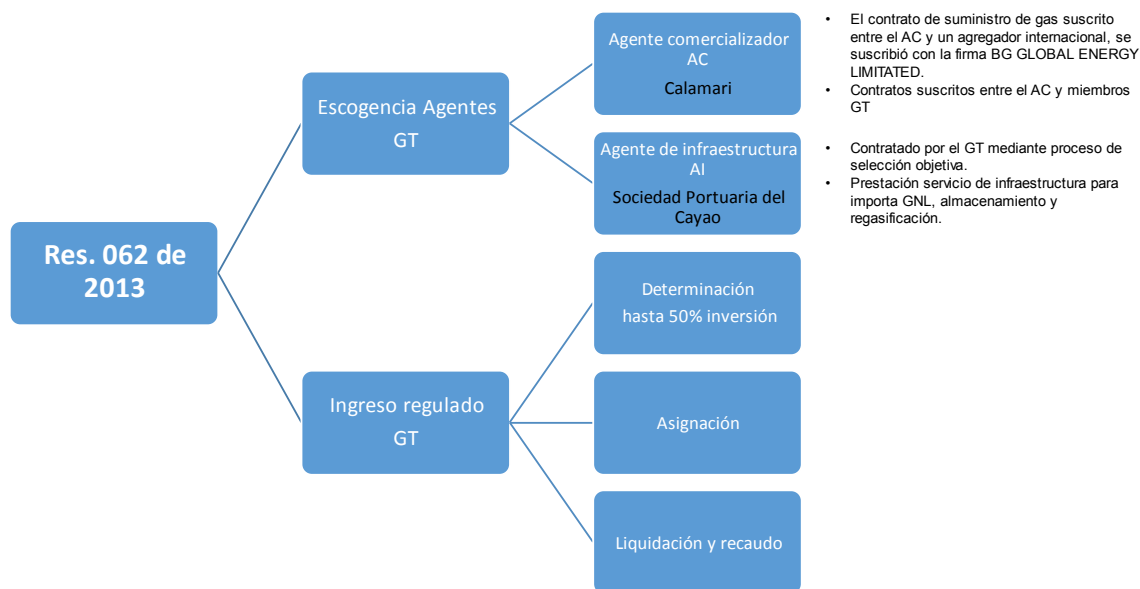 Res. 062 de
2013
Escogencia Agentes
GT
Agente comercializador
AC
Calamari
• El contrato de suministro de gas suscrito
entre el AC y un agregador internacional, se
suscribió con la firma BG GLOBAL ENERGY
LIMITATED.
• Contratos suscritos entre el AC y miembros
GT
Agente de infraestructura
AI
Sociedad Portuaria del
Cayao
• Contratado por el GT mediante proceso de
selección objetiva.
• Prestación servicio de infraestructura para
importa GNL, almacenamiento y
regasificación.
Ingreso regulado
GT
Determinación
hasta 50% inversión
Asignación
Liquidación y recaudo